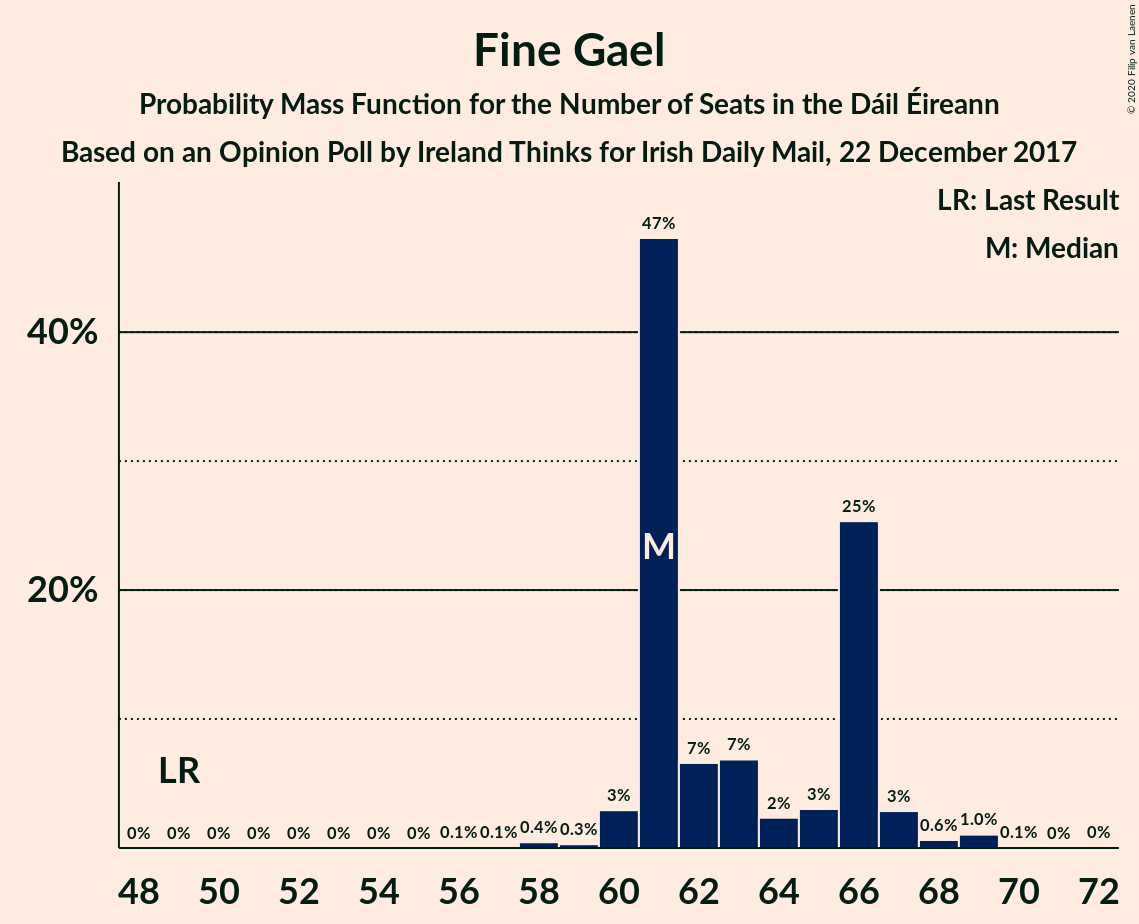 Fine Gael
Probability Mass Function for the Number of Seats in the Dáil Éireann
Based on an Opinion Poll by Ireland Thinks for Irish Daily Mail, 22 December 2017
© 2020 Filip van Laenen
LR: Last Result
M: Median
47%
40%
25%
M
20%
LR
0% 0% 0% 0% 0% 0% 0% 0% 0.1% 0.1% 0.4% 0.3% 3% 7% 7% 2% 3% 3% 0.6% 1.0% 0.1% 0% 0%
48 50 52 54 56 58 60 62 64 66 68 70 72